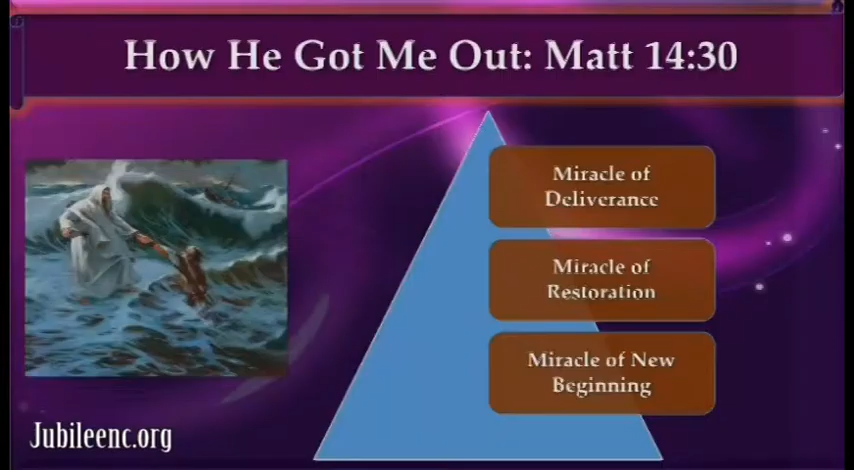 How He Got Me Out: Matt 14:30
Miracle of
Deliverance
Miracle of
Restoration
Miracle of New
Beginning
Jubileenc.org